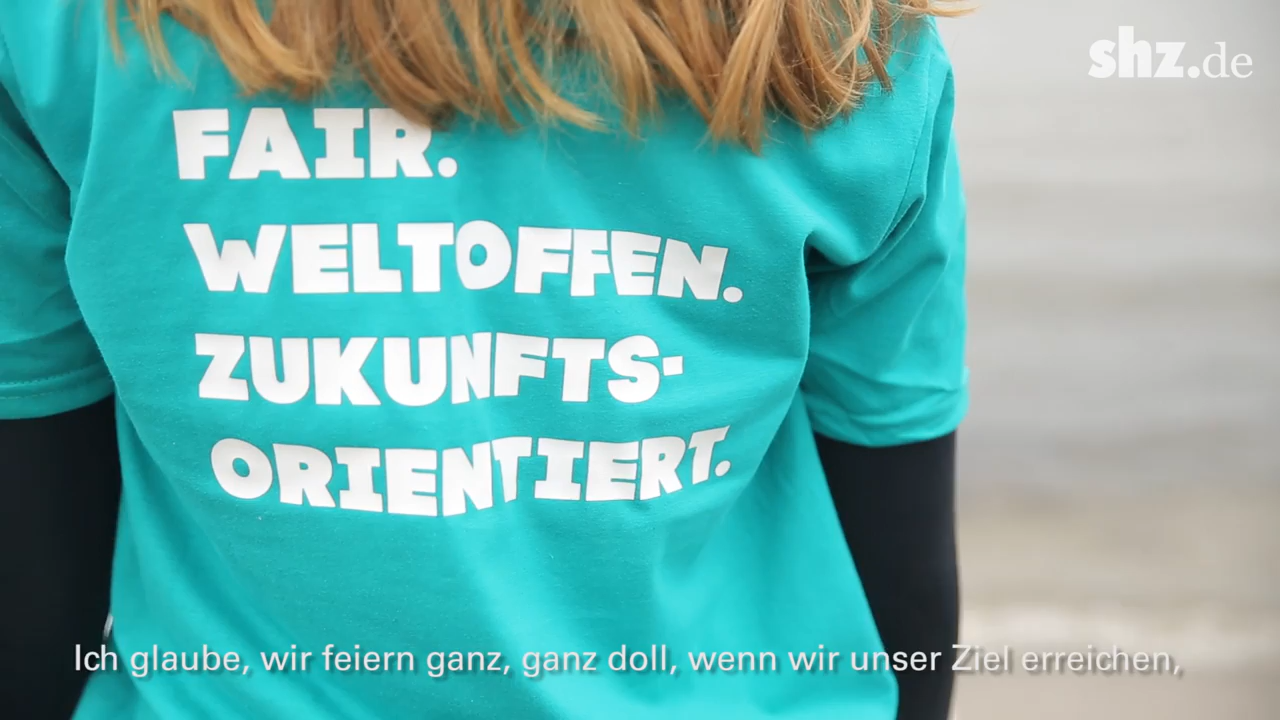 shz.de
FAIR.
WELTOFFEN.
ZUKUNFTS-
ORIENTIERT.
Ich glaube, wir feiern ganz, ganz doll, wenn wir unser Ziel erreichen,